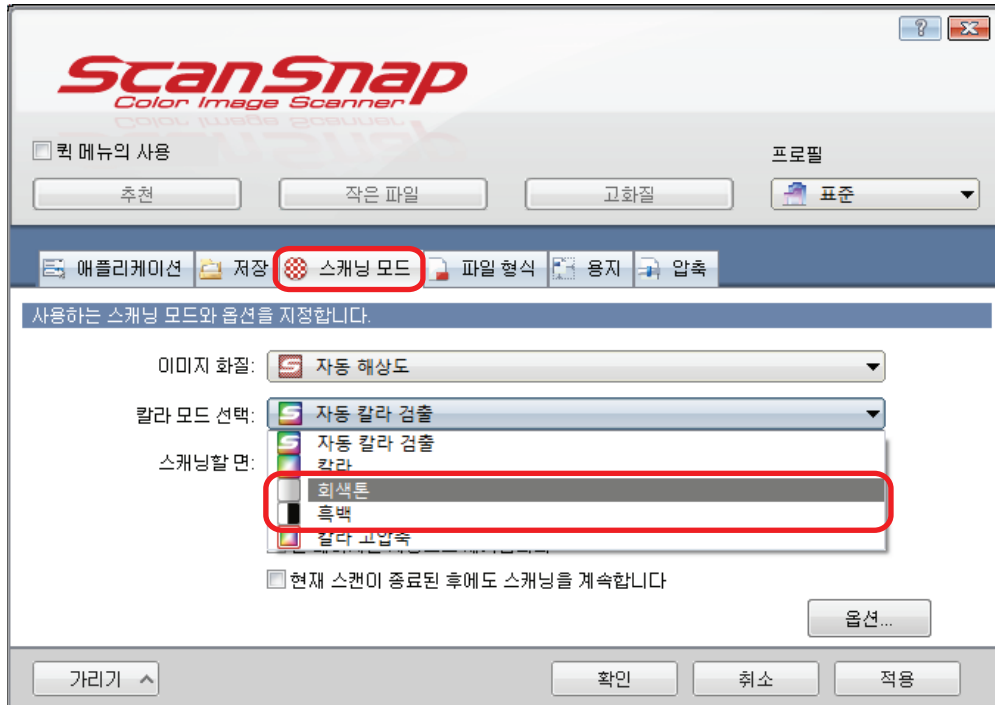 ScanSnap
Color Image Scanner
퀵 메뉴의 사용
프로필
추천 작은 파일 고화질 표준
애플리케이션 저장 스캐닝 모드 파일 형식 용지 압축
사용하는 스캐닝 모드와 옵션을 지정합니다.
이미지 화질: 자동 해상도
칼라 모드 선택: 자동 칼라 검출
자동 칼라 검출
스캐닝할 면: 칼라
회색톤
흑백
칼라 고압축
현재 스캔이 종료된 후에도 스캐닝을 계속합니다
옵션...
가리기 확인 취소 적용